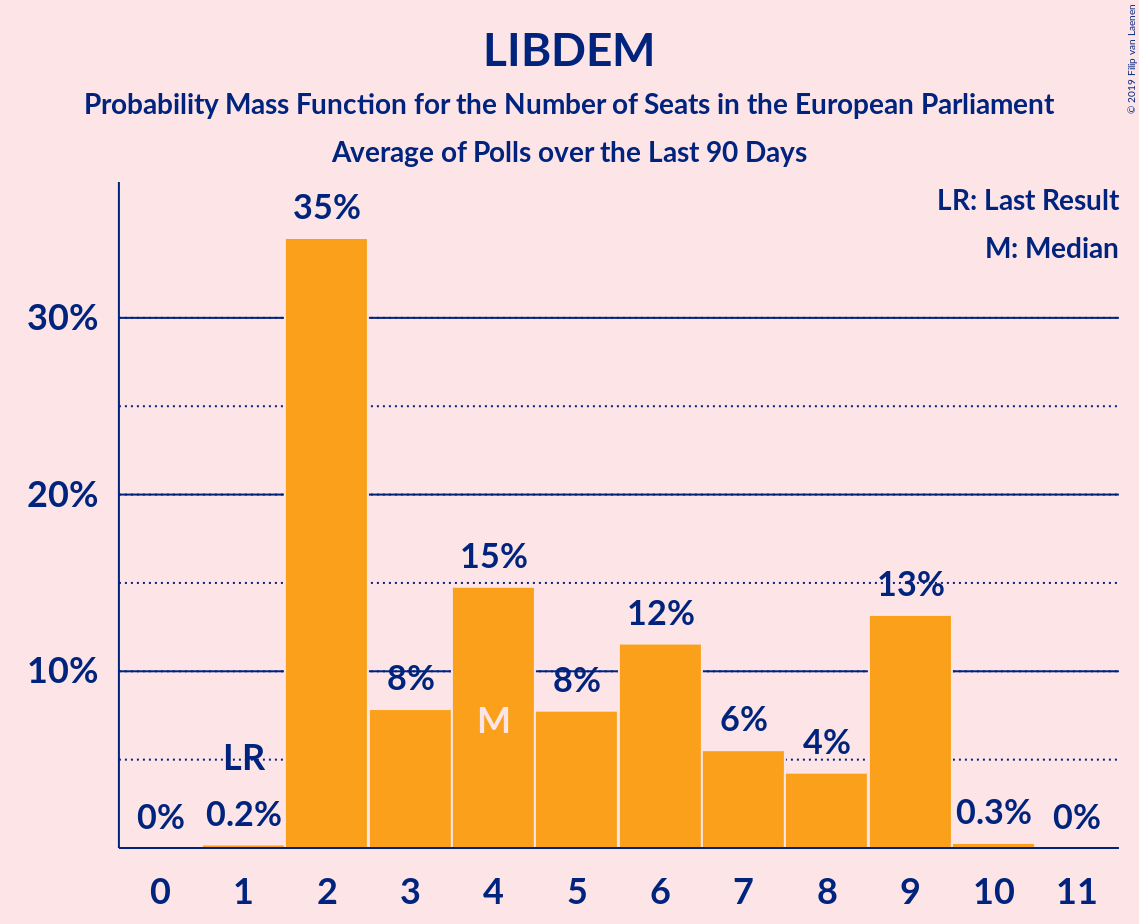 LIBDEM
Probability Mass Function for the Number of Seats in the European Parliament
Average of Polls over the Last 90 Days
© 2019 Filip van Laenen
LR: Last Result
M: Median
30%
20%
10%
0%
LR
0.2%
35%
8%
15%
M
8%
12%
6%
4%
13%
0.3%
0%
0 1 2 3 4 5 6 7 8 9 10 11